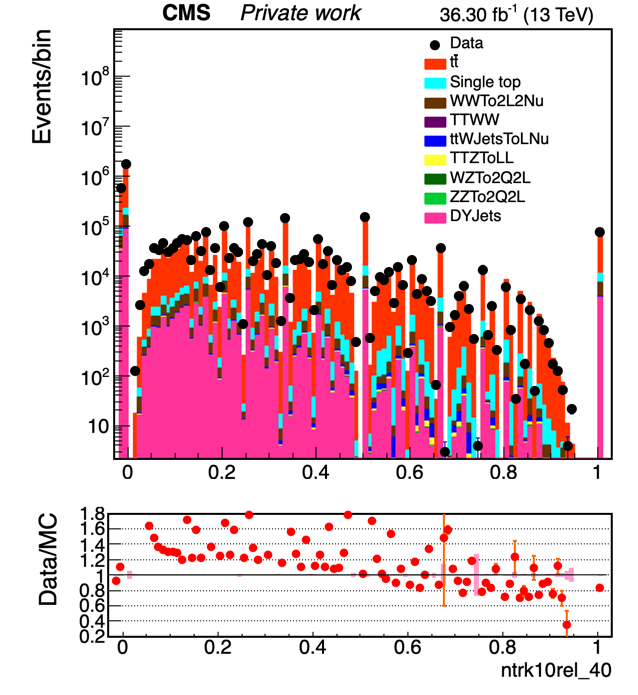 CMS Private work 36.30 fb⁻¹ (13 TeV)
Events/bin
Data
tt̄
Single top
WWTo2L2Nu
TTWW
ttWJetsToLNu
TTZToLL
WZTo2Q2L
ZZTo2Q2L
DYJets
10⁸
10⁷
10⁶
10⁵
10⁴
10³
10²
10
0 0.2 0.4 0.6 0.8 1
Data/MC
1.8
1.6
1.4
1.2
1
0.8
0.6
0.4
0.2
0 0.2 0.4 0.6 0.8 1
ntrk10rel_40